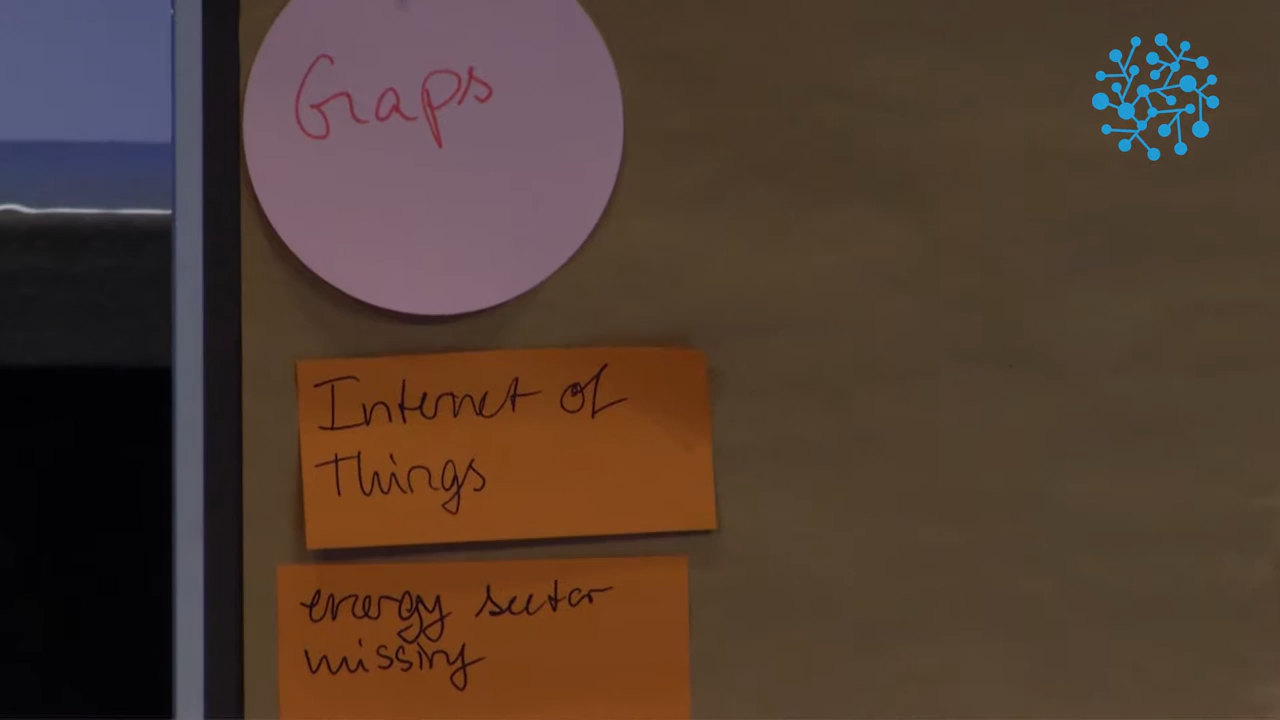 Gaps
Internet of
Things
energy sector
missing